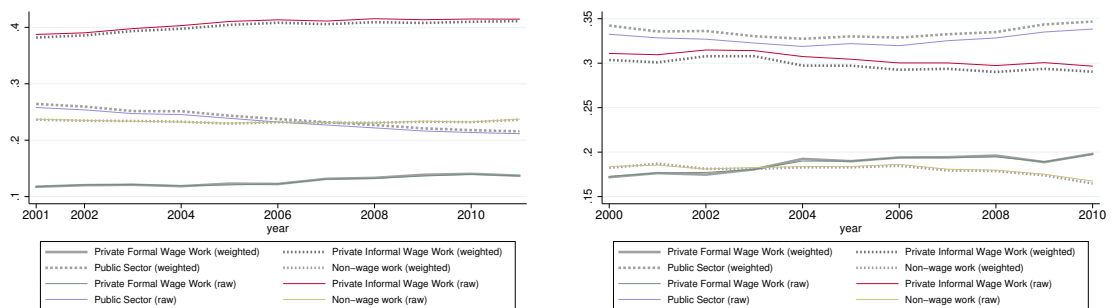 .4
.3
.2
.1
2001
2002
2004
2006
2008
2010
year
Private Formal Wage Work (weighted)
Private Informal Wage Work (weighted)
Public Sector (weighted)
Non-wage work (weighted)
Private Formal Wage Work (raw)
Private Informal Wage Work (raw)
Public Sector (raw)
Non-wage work (raw)
.35
.3
.2
.15
2000
2002
2004
2006
2008
2010
year
Private Formal Wage Work (weighted)
Private Informal Wage Work (weighted)
Public Sector (weighted)
Non-wage work (weighted)
Private Formal Wage Work (raw)
Private Informal Wage Work (raw)
Public Sector (raw)
Non-wage work (raw)